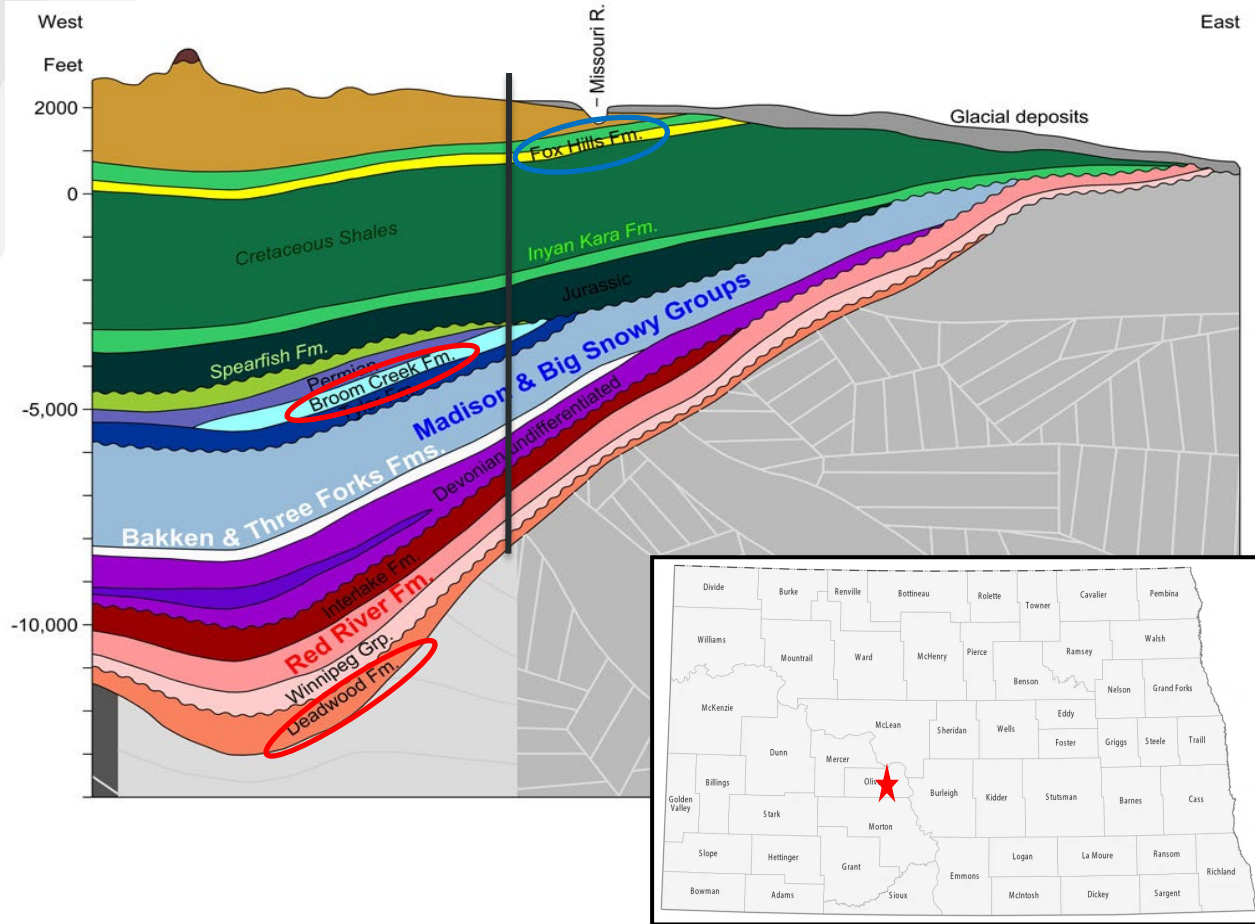 West
East
Feet
– Missouri R.
2000
0
-5,000
-10,000
Glacial deposits
Fox Hills Fm.
Cretaceous Shales
Inyan Kara Fm.
Jurassic
Spearfish Fm.
Permian
Broom Creek Fm.
Madison & Big Snowy Groups
Bakken & Three Forks Fms.
Devonian undifferentiated
Interlake Fm.
Red River Fm.
Winnipeg Grp.
Deadwood Fm.
Divide
Burke
Renville
Bottineau
Rolette
Towner
Cavalier
Pembina
Williams
Mountrail
Ward
McHenry
Pierce
Benson
Ramsey
Walsh
Nelson
Grand Forks
McKenzie
Dunn
McLean
Mercer
Sheridan
Wells
Eddy
Foster
Griggs
Steele
Traill
Billings
Golden
Valley
Stark
Morton
Burleigh
Kidder
Stutsman
Barnes
Cass
Slope
Hettinger
Grant
Emmons
Logan
La Moure
Ransom
Richland
Bowman
Adams
Sioux
McIntosh
Dickey
Sargent